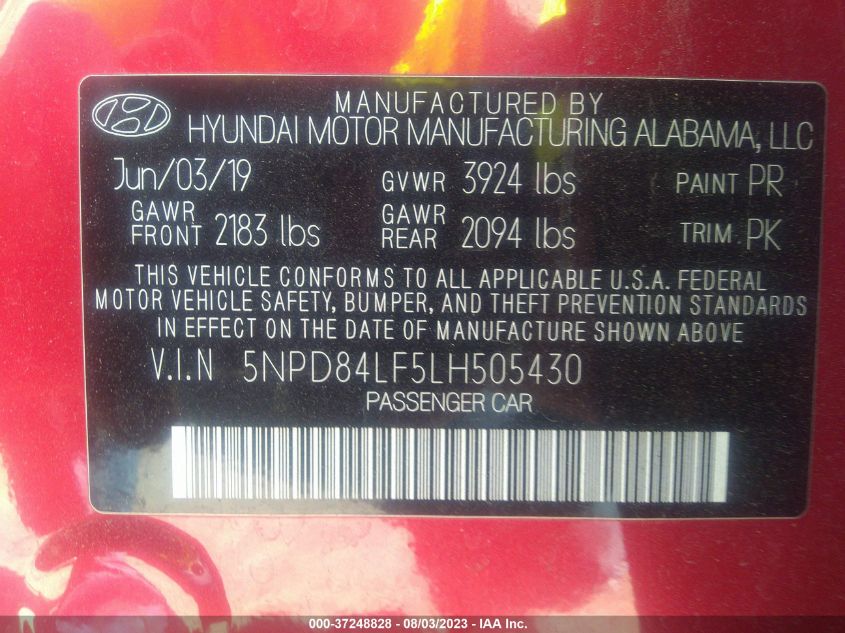 MANUFACTURED BY
HYUNDAI MOTOR MANUFACTURING ALABAMA, LLC
Jun/03/19 GVWR 3924 lbs PAINT PR
GAWR FRONT 2183 lbs GAWR REAR 2094 lbs TRIM PK
THIS VEHICLE CONFORMS TO ALL APPLICABLE U.S.A. FEDERAL
MOTOR VEHICLE SAFETY, BUMPER, AND THEFT PREVENTION STANDARDS
IN EFFECT ON THE DATE OF MANUFACTURE SHOWN ABOVE.
V.I.N 5NPD84LF5LH505430
PASSENGER CAR
000-37248828 - 08/03/2023 - IAA Inc.